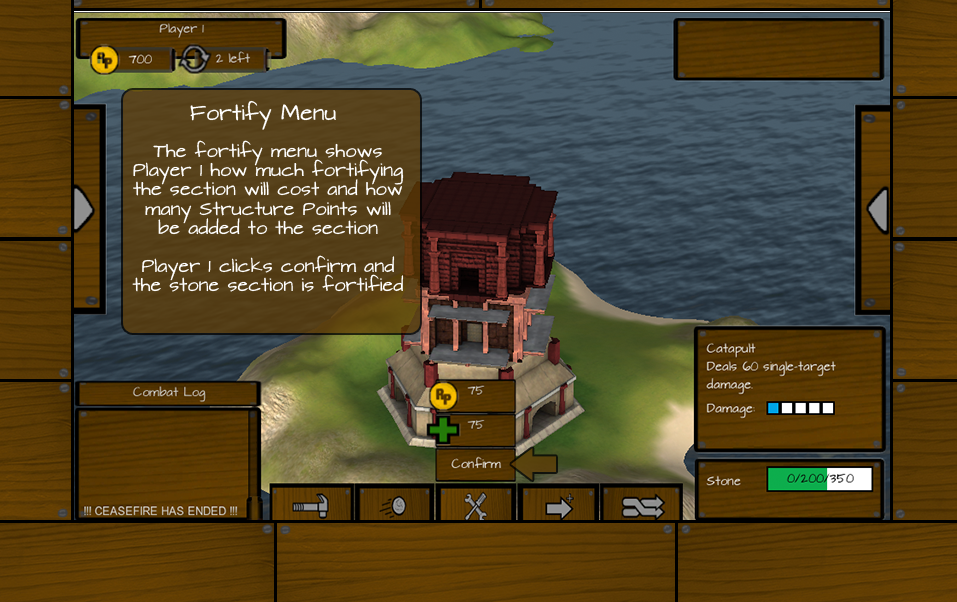 Player 1
Rp 700 2 left
Fortify Menu
The fortify menu shows
Player 1 how much fortifying
the section will cost and how
many Structure Points will
be added to the section
Player 1 clicks confirm and
the stone section is fortified
Catapult
Deals 60 single-target
damage.
Damage:
Combat Log
!!! CEASEFIRE HAS ENDED !!!
Rp 75
75
Confirm
Stone 0/200/350